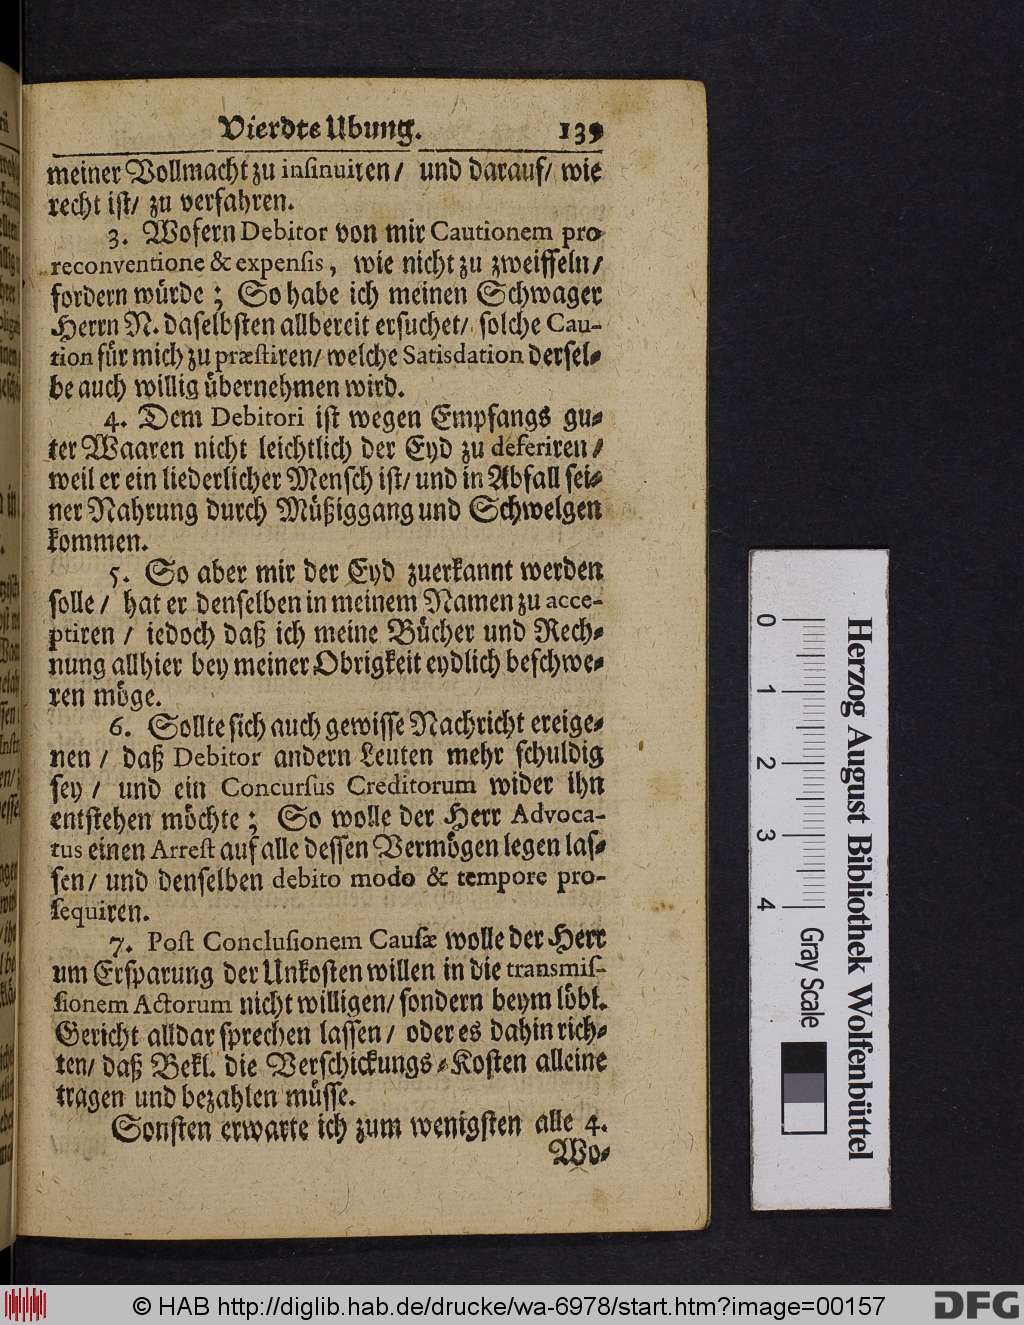 Vierdte Ubung. 139
meiner Vollmacht zu insinuiren / und darauf / wie
recht ist / zu verfahren.
3. Wofern Debitor von mir Cautionem pro
reconventione & expensis, wie nicht zu zweiffeln /
fordern würde ; So habe ich meinen Schwager
Herrn N. daselbsten allbereit ersuchet / solche Cau-
tion für mich zu præstiren / welche Satisdation dersel-
be auch willig übernehmen wird.
4. Dem Debitori ist wegen Empfangs gu-
ter Waaren nicht leichtlich der Eyd zu deferiren /
weil er ein liederlicher Mensch ist / und in Abfall sei-
ner Nahrung durch Müßiggang und Schwelgen
kommen.
5. So aber mir der Eyd zuerkannt werden
solle / hat er denselben in meinem Namen zu acce-
ptiren / iedoch daß ich meine Bücher und Rech-
nung allhier bey meiner Obrigkeit eydlich beschwe-
ren möge.
6. Sollte sich auch gewisse Nachricht ereige-
nen / daß Debitor andern Leuten mehr schuldig
sey / und ein Concursus Creditorum wider ihn
entstehen möchte ; So wolle der Herr Advoca-
tus einen Arrest auf alle dessen Vermögen legen las-
sen / und denselben debito modo & tempore pro-
sequiren.
7. Post Conclusionem Causæ wolle der Herr
um Ersparung der Unkosten willen in die transmis-
sionem Actorum nicht willigen / sondern beym löbl.
Gericht alldar sprechen lassen / oder es dahin rich-
ten / daß Bekl. die Verschickungs-Kosten alleine
tragen und bezahlen müsse.
Sonsten erwarte ich zum wenigsten alle 4.
Wo-
0 1 2 3 4
Gray Scale
Herzog August Bibliothek Wolfenbüttel
© HAB http://diglib.hab.de/drucke/wa-6978/start.htm?image=00157
DFG